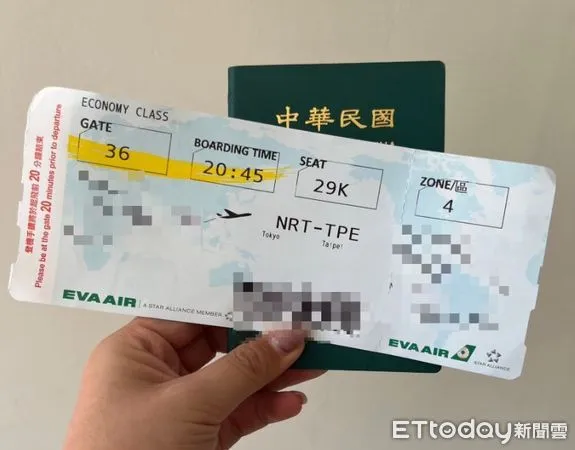 中華民國
ECONOMY CLASS
GATE
36
BOARDING TIME
20:45
SEAT
29K
ZONE/區
4
登機手續將於起飛前 20 分鐘結束
Please be at the gate 20 minutes prior to departure
NRT-TPE
Tokyo Taipei
EVA AIR A STAR ALLIANCE MEMBER
EVA AIR STAR ALLIANCE
ETtoday新聞雲